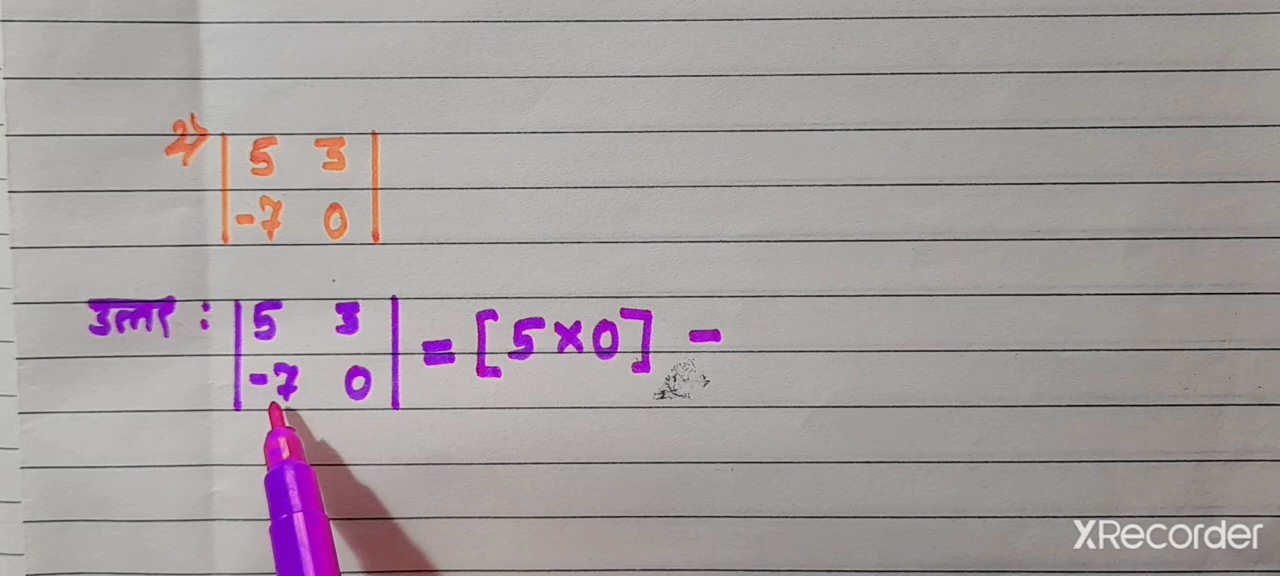 2) | 5 3 |
| -7 0 |
उत्तर : | 5 3 | = [5×0] -
| -7 0 |
XRecorder